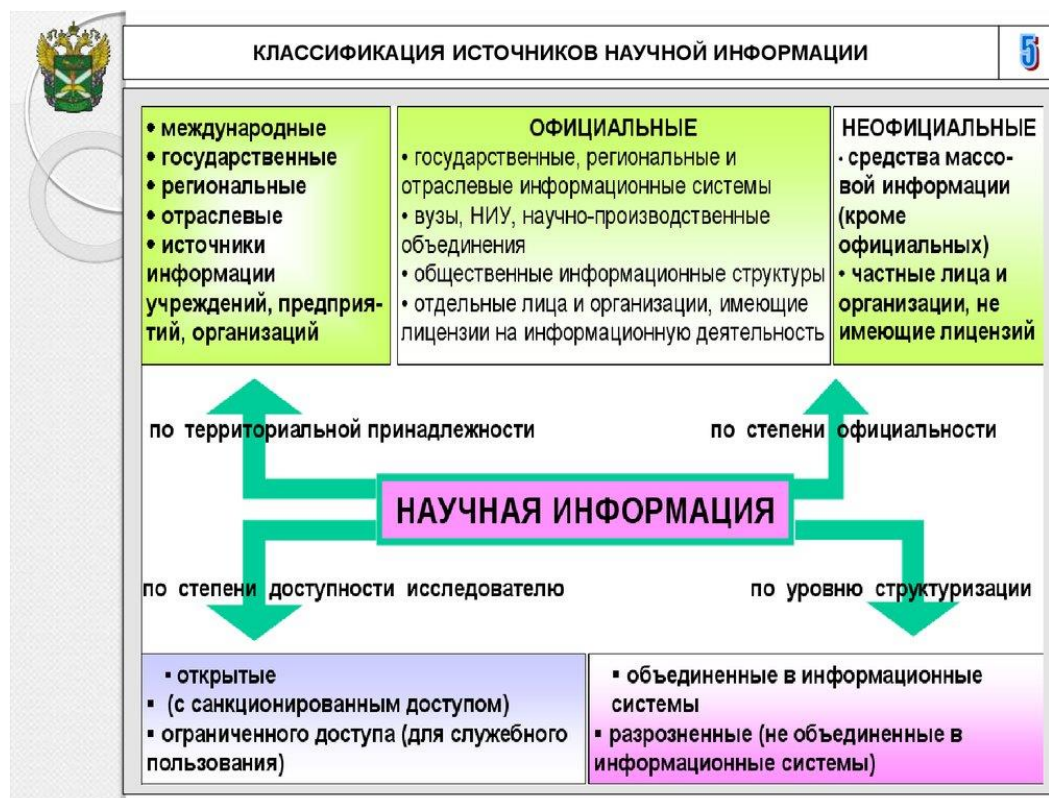 КЛАССИФИКАЦИЯ ИСТОЧНИКОВ НАУЧНОЙ ИНФОРМАЦИИ
5
• международные
• государственные
• региональные
• отраслевые
• источники
информации
учреждений, предприя-
тий, организаций
ОФИЦИАЛЬНЫЕ
• государственные, региональные и
отраслевые информационные системы
• вузы, НИУ, научно-производственные
объединения
• общественные информационные структуры
• отдельные лица и организации, имеющие
лицензии на информационную деятельность
НЕОФИЦИАЛЬНЫЕ
• средства массо-
вой информации
(кроме
официальных)
• частные лица и
организации, не
имеющие лицензий
по территориальной принадлежности
по степени официальности
НАУЧНАЯ ИНФОРМАЦИЯ
по степени доступности исследователю
по уровню структуризации
▪ открытые
▪ (с санкционированным доступом)
▪ ограниченного доступа (для служебного
пользования)
▪ объединенные в информационные
системы
▪ разрозненные (не объединенные в
информационные системы)